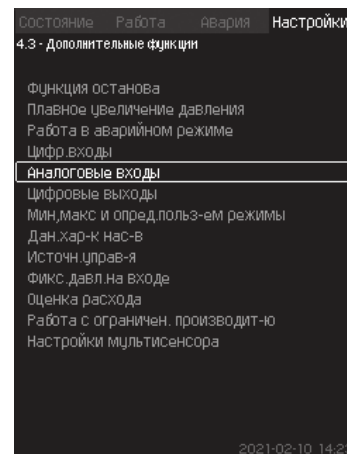 Состояние Работа Авария Настройки
4.3 - Дополнительные функции
Функция останова
Плавное увеличение давления
Работа в аварийном режиме
Цифр.входы
Аналоговые входы
Цифровые выходы
Мин,макс и опред.польз-ем режимы
Дан.хар-к нас-в
Источн.управ-я
Фикс.давл.на входе
Оценка расхода
Работа с ограничен. производит-ю
Настройки мультисенсора
2021-02-10